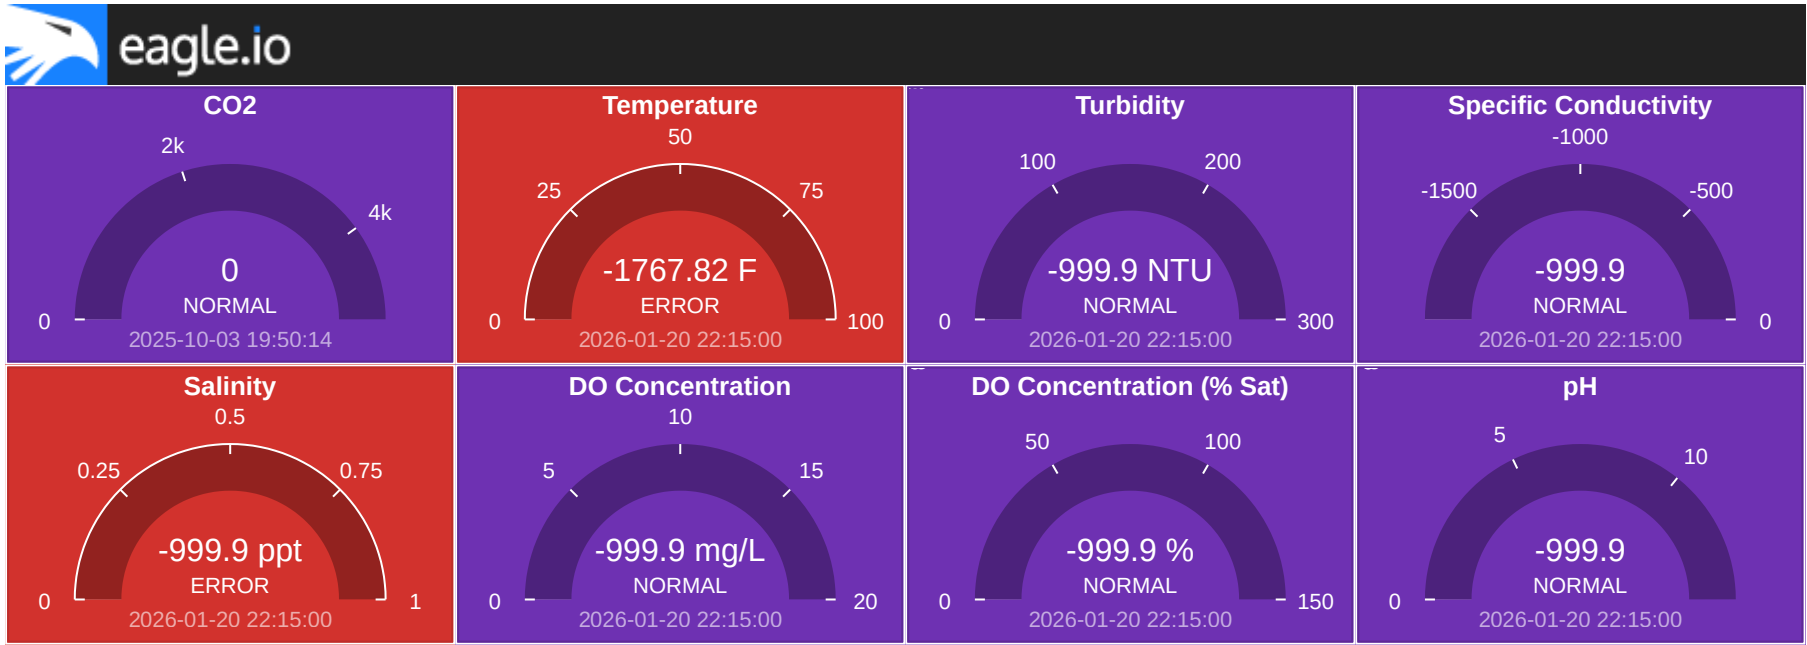 eagle.io
CO2
2k
4k
0
NORMAL
0
2025-10-03 19:50:14
Temperature
50
25
75
-1767.82 F
ERROR
0
100
2026-01-20 22:15:00
Turbidity
100
200
-999.9 NTU
NORMAL
0
300
2026-01-20 22:15:00
Specific Conductivity
-1000
-1500
-500
-999.9
NORMAL
0
2026-01-20 22:15:00
Salinity
0.5
0.25
0.75
-999.9 ppt
ERROR
0
1
2026-01-20 22:15:00
DO Concentration
10
5
15
-999.9 mg/L
NORMAL
0
20
2026-01-20 22:15:00
DO Concentration (% Sat)
50
100
-999.9 %
NORMAL
0
150
2026-01-20 22:15:00
pH
5
10
-999.9
NORMAL
0
2026-01-20 22:15:00